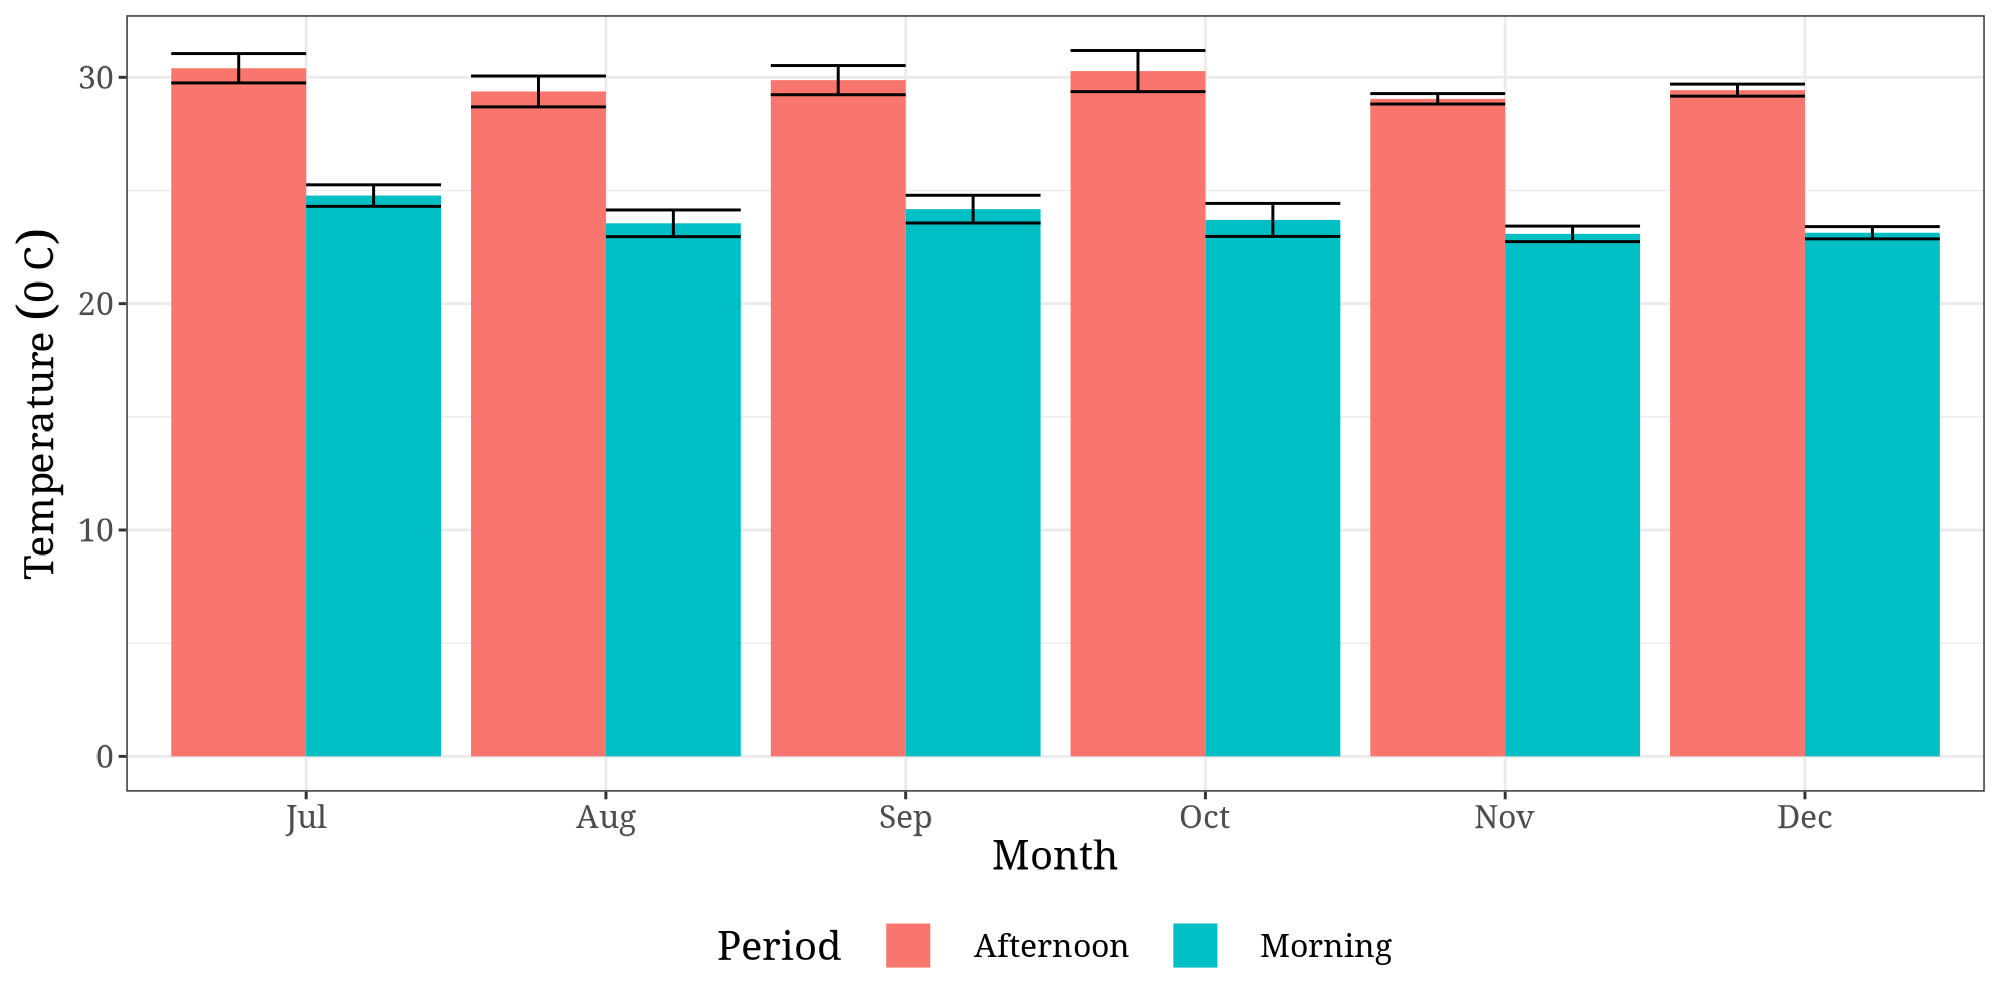 Temperature (0 C)
30
20
10
0
Jul Aug Sep Oct Nov Dec
Month
Period Afternoon Morning